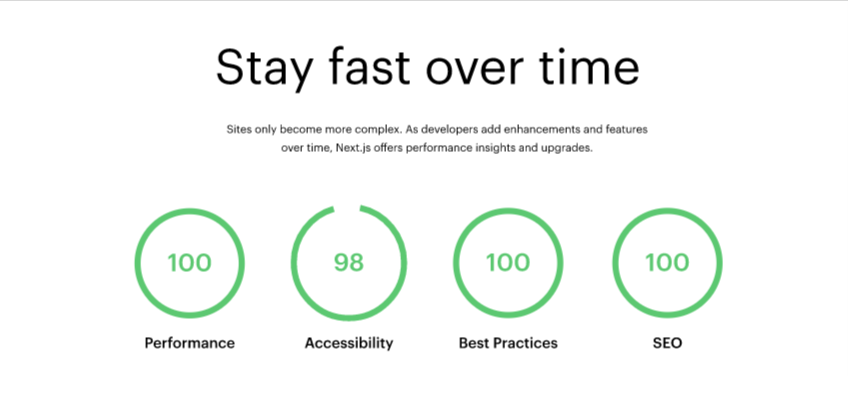 Stay fast over time
Sites only become more complex. As developers add enhancements and features
over time, Next.js offers performance insights and upgrades.
100
98
100
100
Performance
Accessibility
Best Practices
SEO